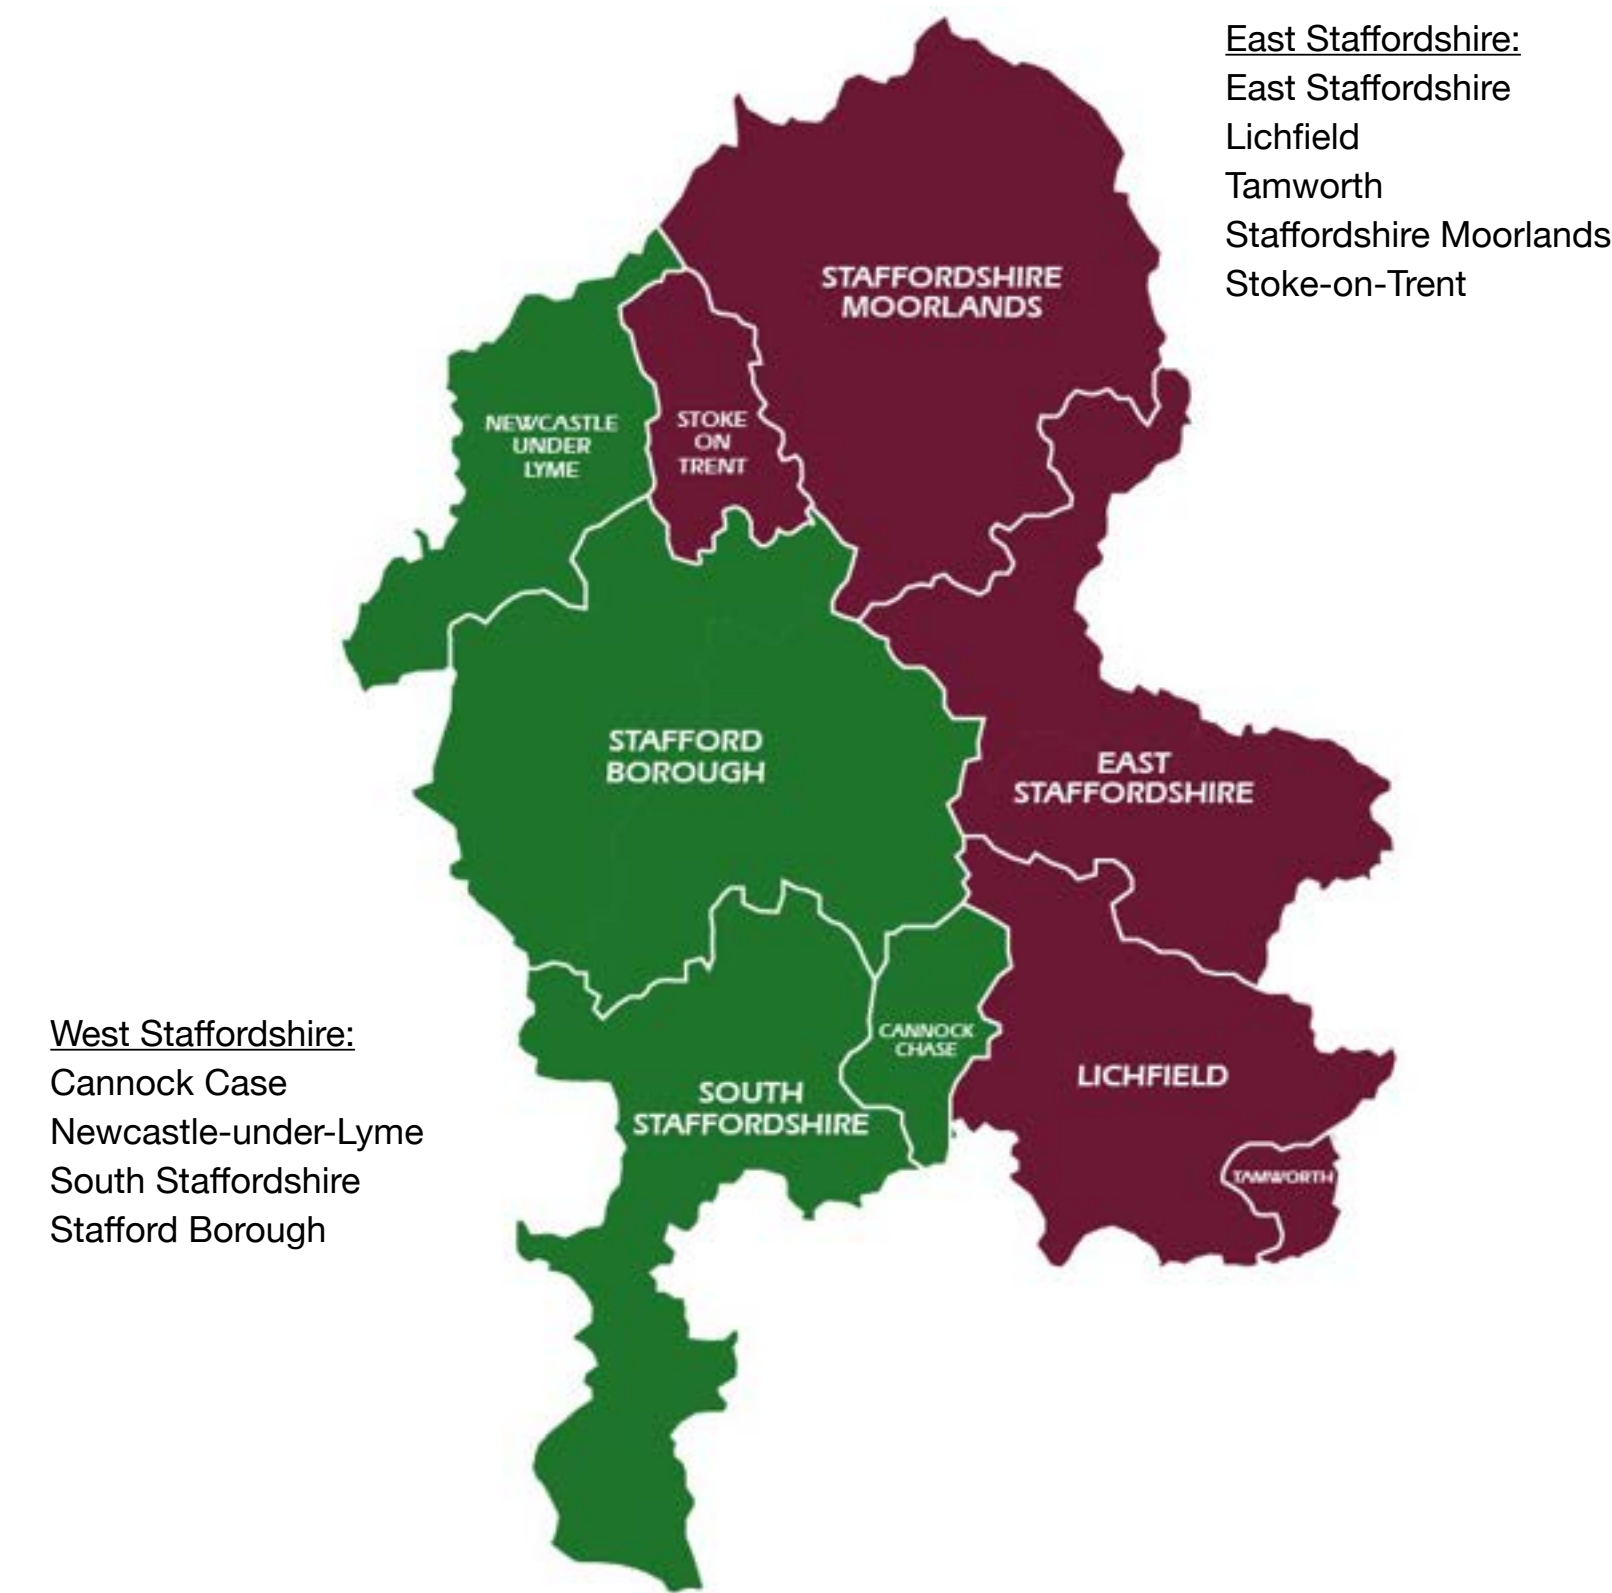 East Staffordshire:
East Staffordshire
Lichfield
Tamworth
Staffordshire Moorlands
Stoke-on-Trent
STAFFORDSHIRE
MOORLANDS
NEWCASTLE
UNDER
LYME
STOKE
ON
TRENT
STAFFORD
BOROUGH
EAST
STAFFORDSHIRE
CANNOCK
CHASE
SOUTH
STAFFORDSHIRE
LICHFIELD
TAMWORTH
West Staffordshire:
Cannock Case
Newcastle-under-Lyme
South Staffordshire
Stafford Borough